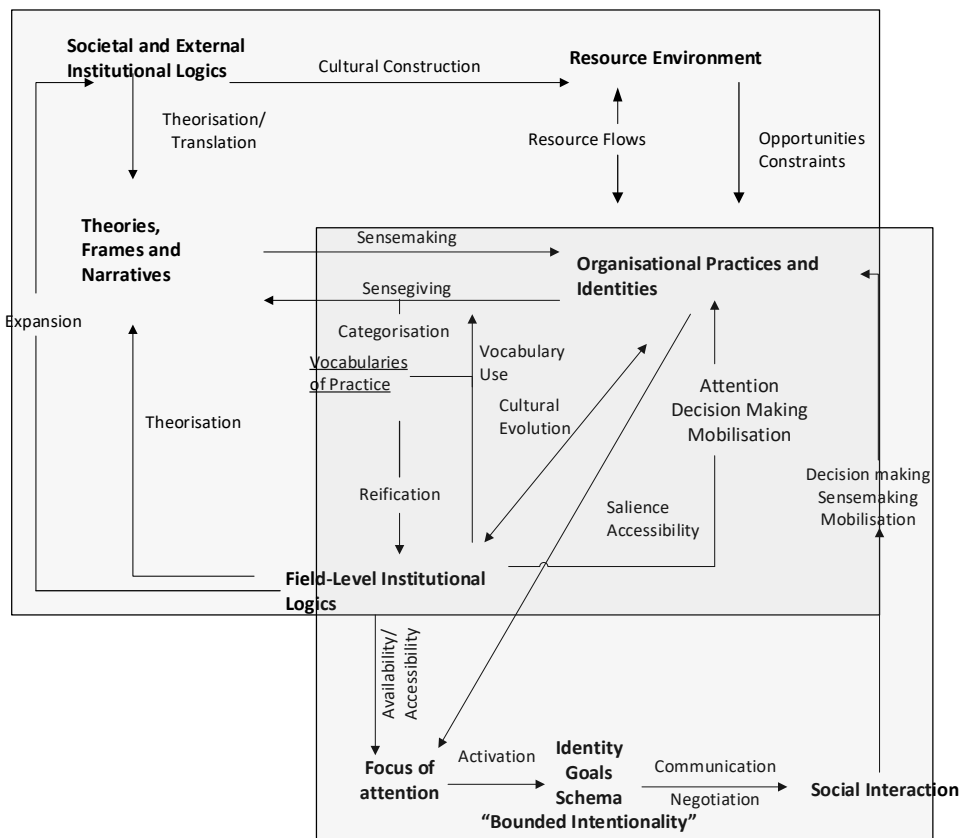 Societal and External
Institutional Logics
Cultural Construction
Resource Environment
Theorisation/
Translation
Resource Flows
Opportunities
Constraints
Theories,
Frames and
Narratives
Sensemaking
Organisational Practices and
Identities
Sensegiving
Expansion
Categorisation
Vocabularies
of Practice
Vocabulary
Use
Attention
Decision Making
Mobilisation
Cultural
Evolution
Theorisation
Decision making
Sensemaking
Mobilisation
Reification
Salience
Accessibility
Field-Level Institutional
Logics
Availability/
Accessibility
Focus of
attention
Activation
Identity
Goals
Schema
"Bounded Intentionality"
Communication
Negotiation
Social Interaction